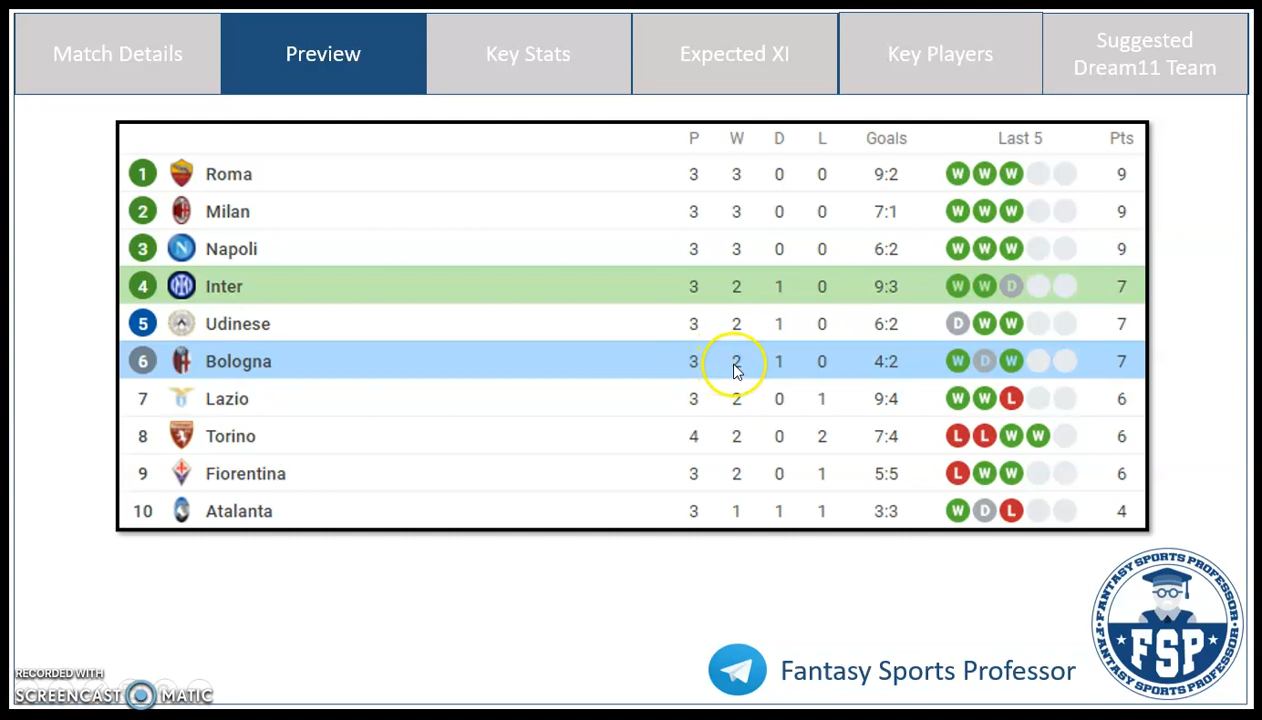 Match Details Preview Key Stats Expected XI Key Players Suggested
Dream11 Team
P W D L Goals Last 5 Pts
1 Roma 3 3 0 0 9:2 W W W 9
2 Milan 3 3 0 0 7:1 W W W 9
3 N Napoli 3 3 0 0 6:2 W W W 9
4 Inter 3 2 1 0 9:3 W W D 7
5 Udinese 3 2 1 0 6:2 D W W 7
6 Bologna 3 2 1 0 4:2 W D W 7
7 Lazio 3 2 0 1 9:4 W W L 6
8 Torino 4 2 0 2 7:4 L L W W 6
9 Fiorentina 3 2 0 1 5:5 L W W 6
10 Atalanta 3 1 1 1 3:3 W D L 4
•FANTASY SPORTS PROFESSOR•
FSP
FANTASY SPORTS PROFESSOR
Fantasy Sports Professor
RECORDED WITH
SCREENCAST MATIC